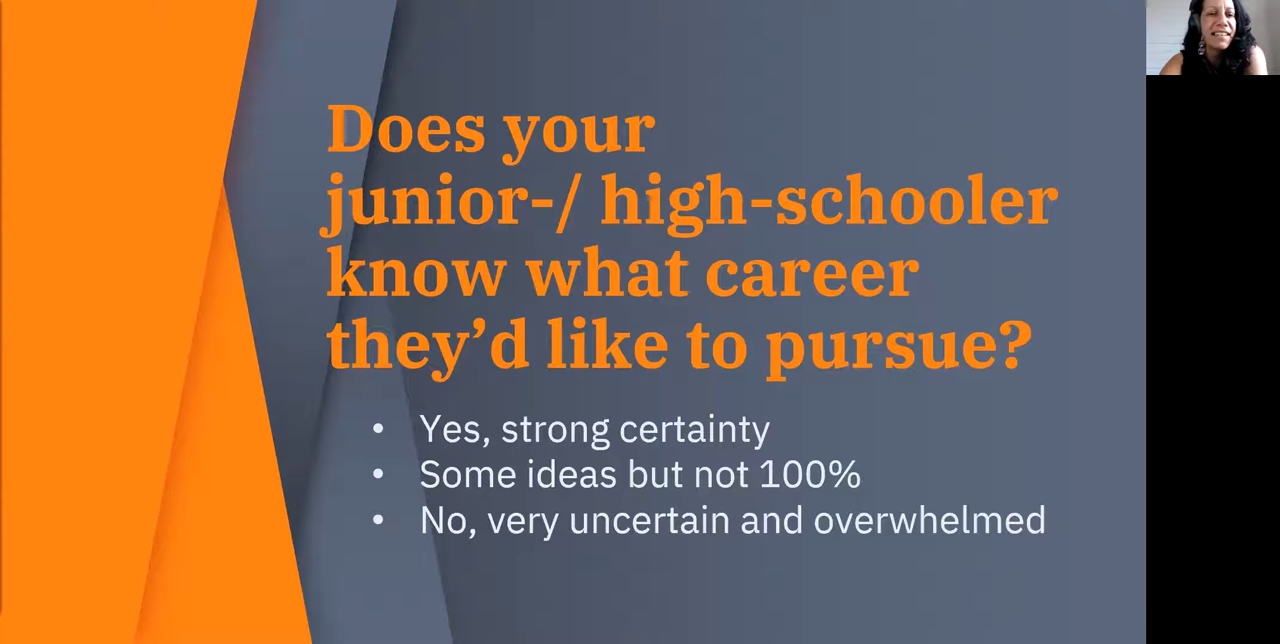 Does your
junior-/ high-schooler
know what career
they’d like to pursue?
• Yes, strong certainty
• Some ideas but not 100%
• No, very uncertain and overwhelmed